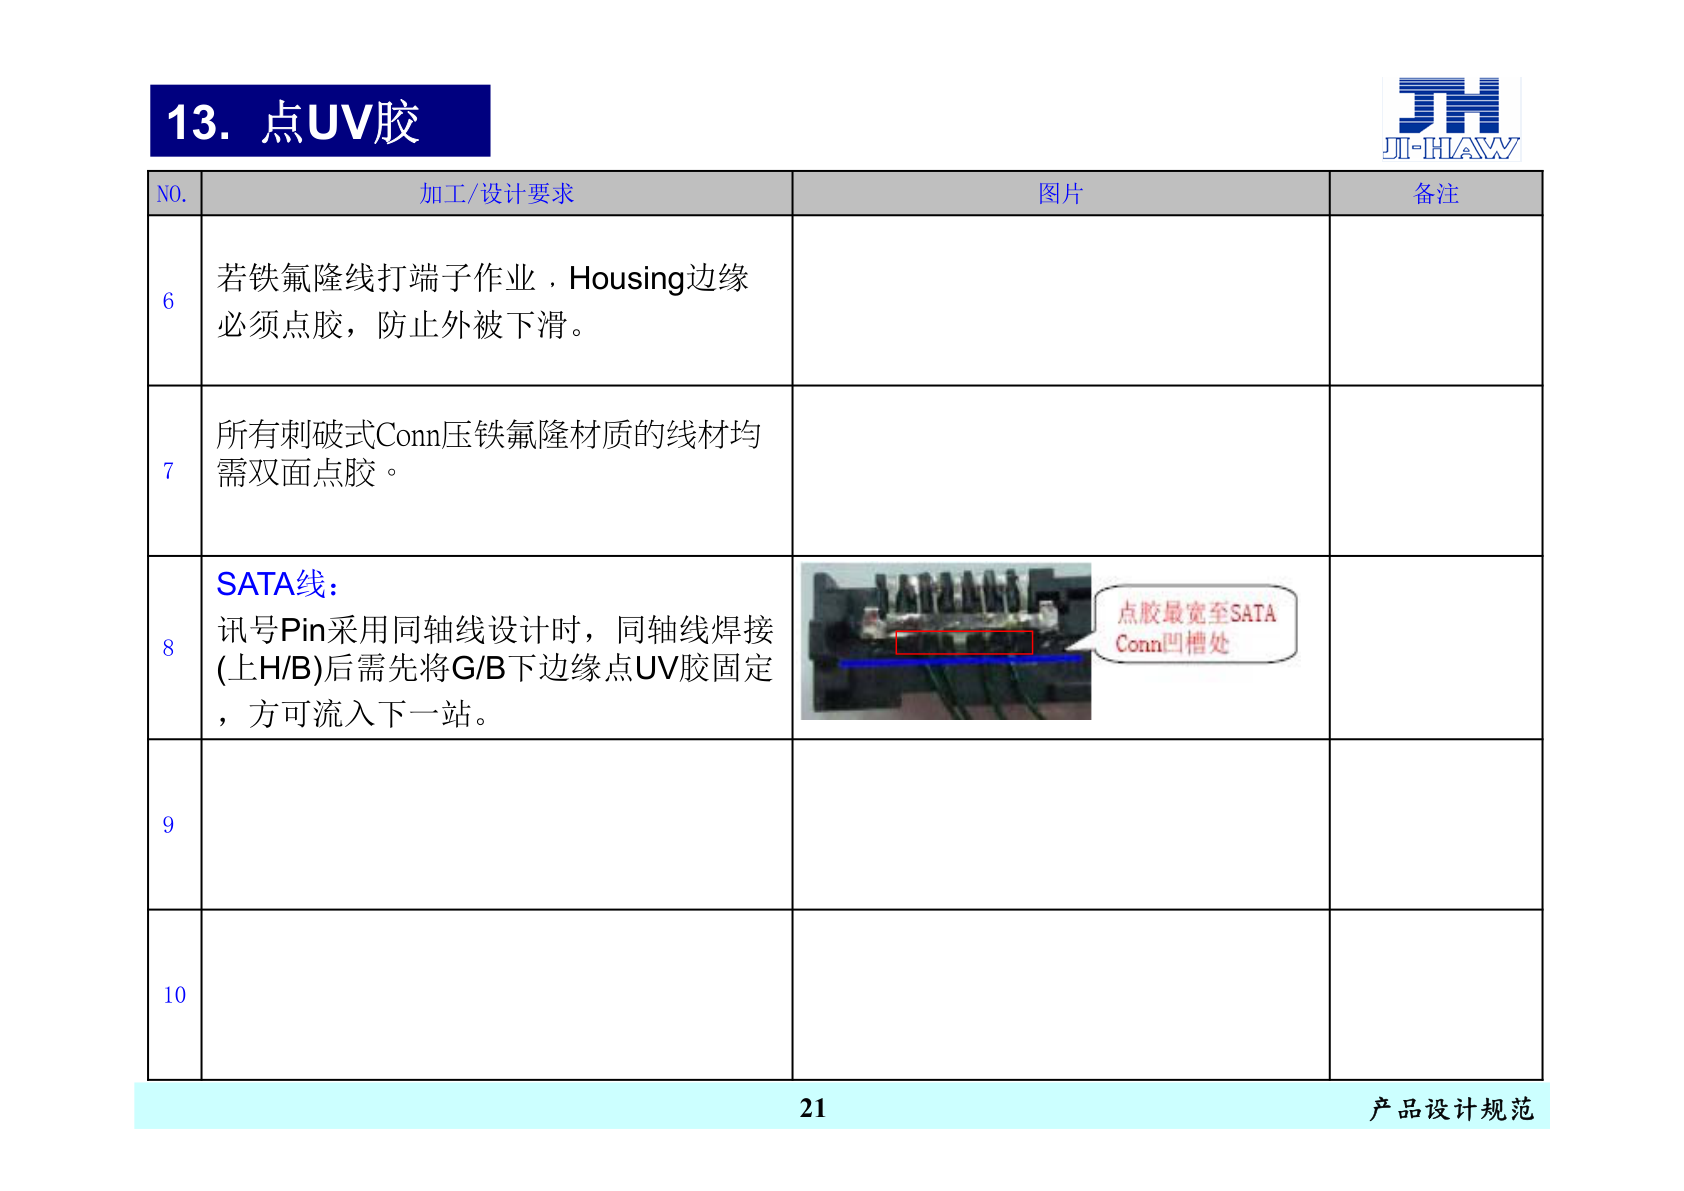 13. 点UV胶
JI-HAW
NO. 加工/设计要求 图片 备注
6
若铁氟隆线打端子作业，Housing边缘
必须点胶，防止外被下滑。
7
所有刺破式Conn压铁氟隆材质的线材均
需双面点胶。
8
SATA线：
讯号Pin采用同轴线设计时，同轴线焊接
(上H/B)后需先将G/B下边缘点UV胶固定
，方可流入下一站。
点胶最宽至SATA
Conn凹槽处
9
10
21
产品设计规范